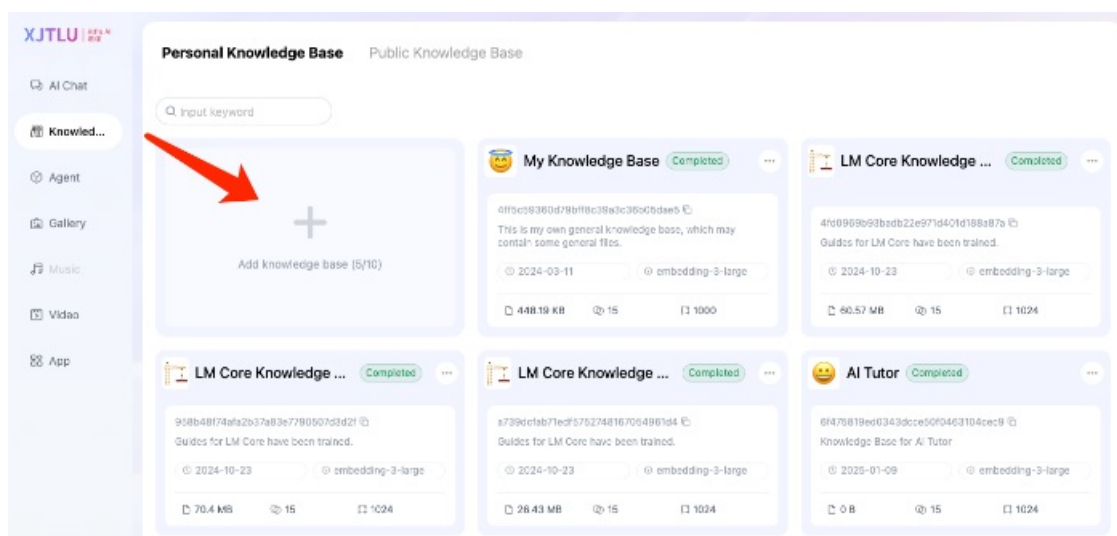 XJTLU
Personal Knowledge Base
Public Knowledge Base
AI Chat
Input keyword
Knowled...
Agent
Gallery
Music
Video
App
Add knowledge base (5/10)
My Knowledge Base
Completed
This is my own general knowledge base, which may
contain some general files.
2024-03-11
embedding-3-large
448.19 KB
15
1000
LM Core Knowledge ...
Completed
Guides for LM Core have been trained.
2024-10-23
embedding-3-large
60.57 MB
15
1024
LM Core Knowledge ...
Completed
Guides for LM Core have been trained.
2024-10-23
embedding-3-large
70.4 MB
15
1024
LM Core Knowledge ...
Completed
Guides for LM Core have been trained.
2024-10-23
embedding-3-large
26.43 MB
15
1024
AI Tutor
Completed
Knowledge Base for AI Tutor
2025-01-09
embedding-3-large
0 B
15
1024